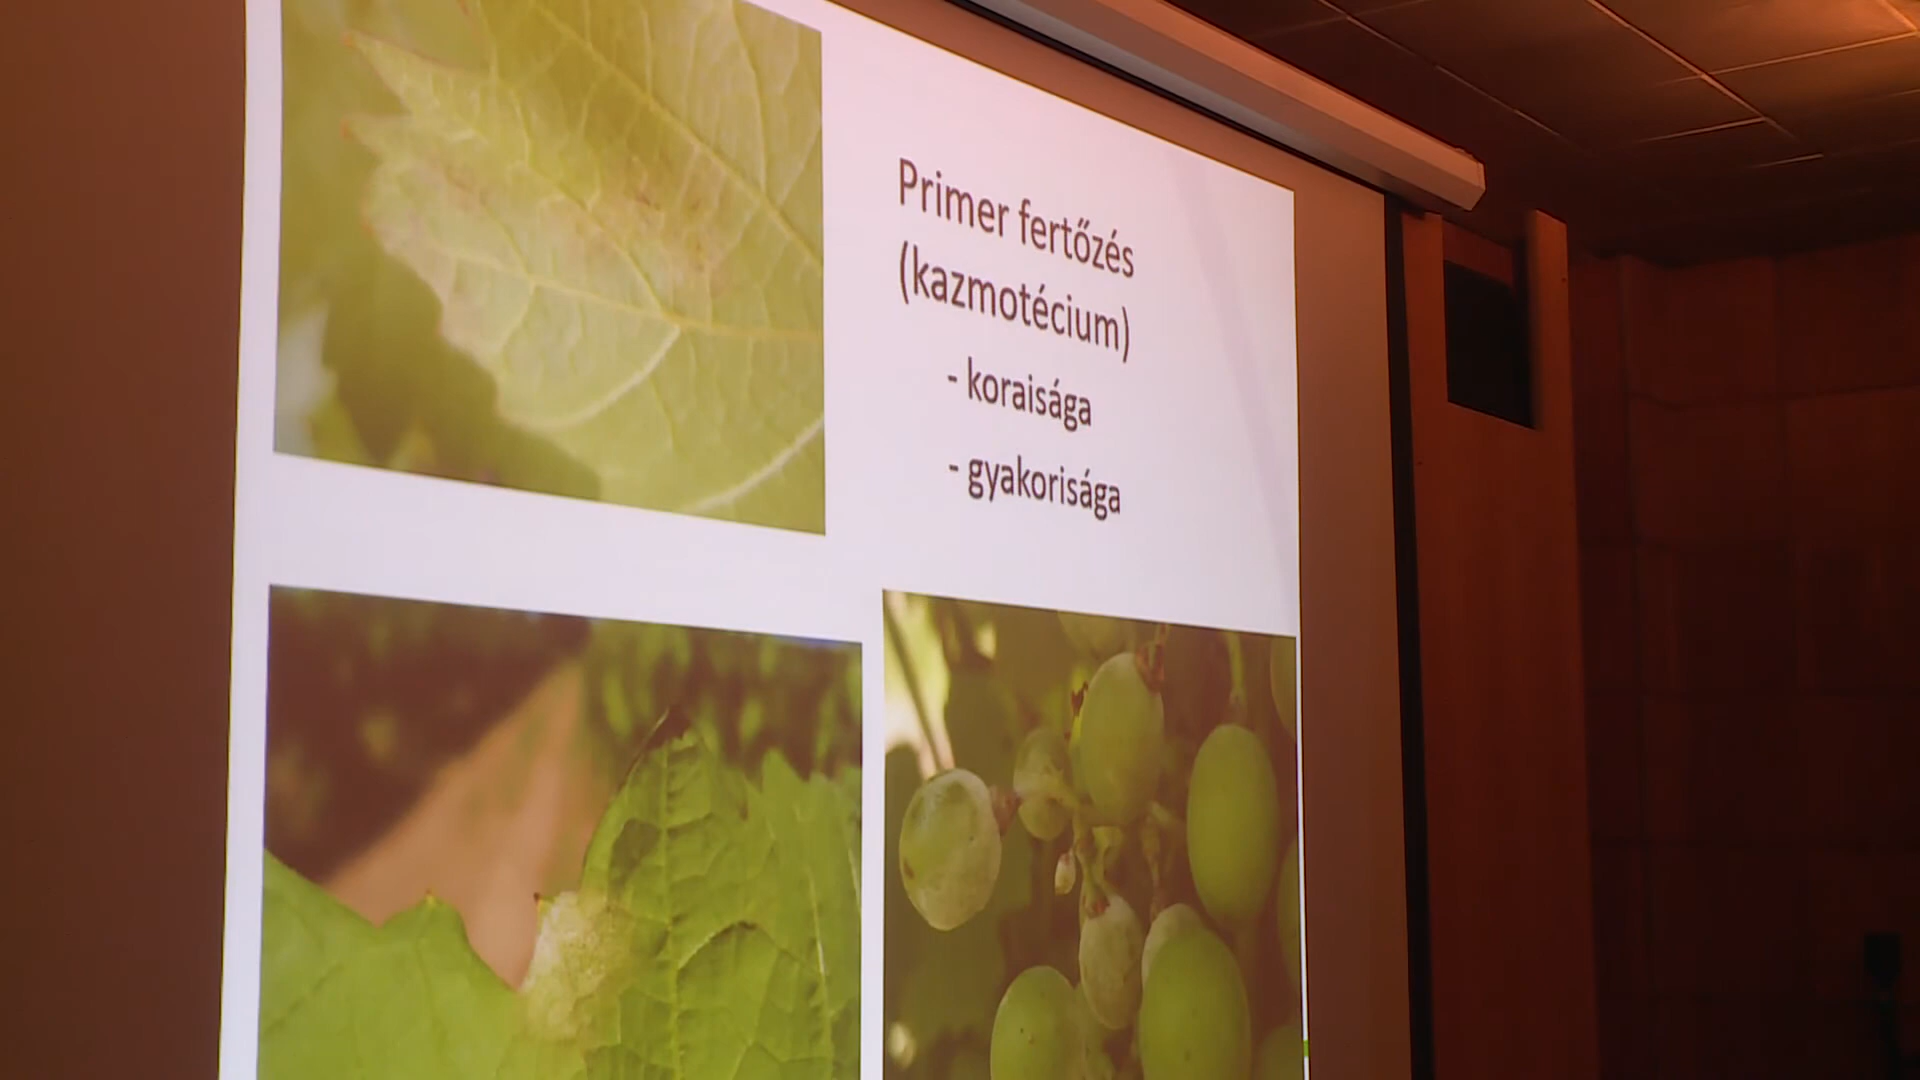 Primer fertőzés
(kazmotécium)
- koraisága
- gyakorisága